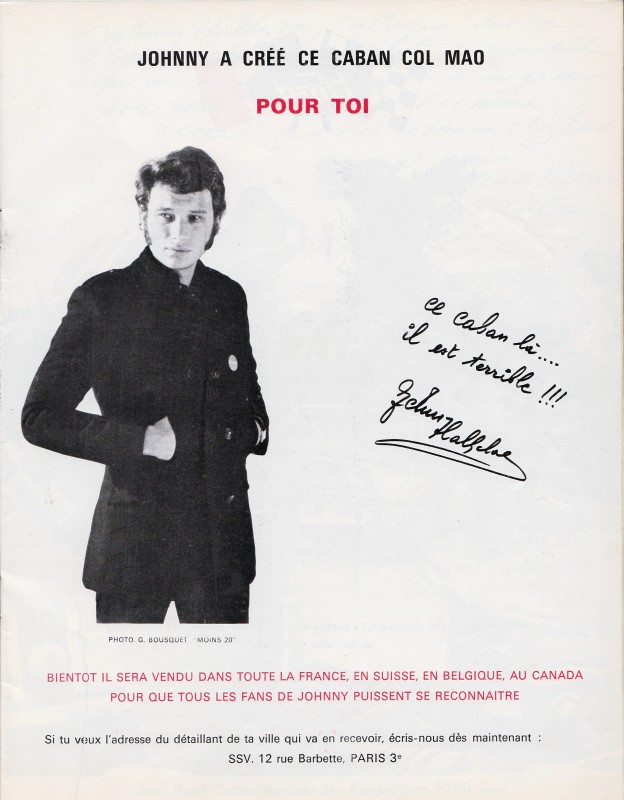 JOHNNY A CRÉÉ CE CABAN COL MAO
POUR TOI
ce caban là....
il est terrible !!!
Johnny
Hallyday
PHOTO. G. BOUSQUET "MOINS 20"
BIENTOT IL SERA VENDU DANS TOUTE LA FRANCE, EN SUISSE, EN BELGIQUE, AU CANADA
POUR QUE TOUS LES FANS DE JOHNNY PUISSENT SE RECONNAITRE
Si tu veux l'adresse du détaillant de ta ville qui va en recevoir, écris-nous dès maintenant :
SSV. 12 rue Barbette, PARIS 3e